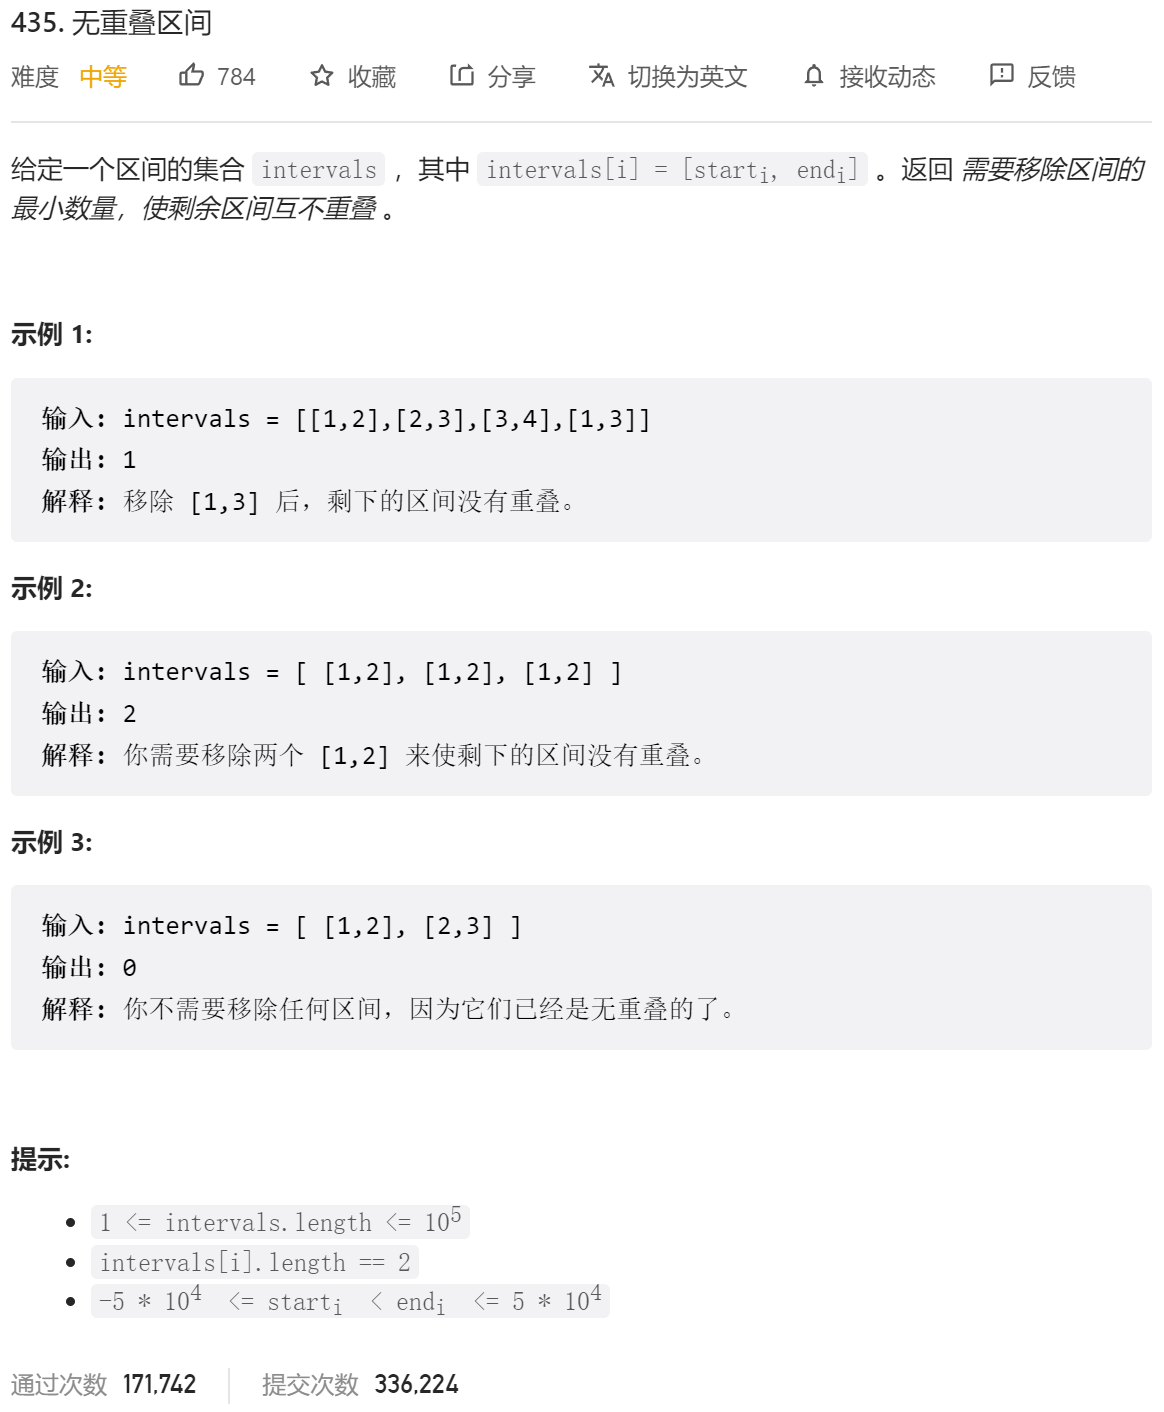 435. 无重叠区间
难度 中等 784 收藏 分享 切换为英文 接收动态 反馈
给定一个区间的集合 intervals ，其中 intervals[i] = [starti, endi] 。返回 需要移除区间的
最小数量，使剩余区间互不重叠 。
示例 1:
输入: intervals = [[1,2],[2,3],[3,4],[1,3]]
输出: 1
解释: 移除 [1,3] 后，剩下的区间没有重叠。
示例 2:
输入: intervals = [ [1,2], [1,2], [1,2] ]
输出: 2
解释: 你需要移除两个 [1,2] 来使剩下的区间没有重叠。
示例 3:
输入: intervals = [ [1,2], [2,3] ]
输出: 0
解释: 你不需要移除任何区间，因为它们已经是无重叠的了。
提示:
1 <= intervals.length <= 10⁵
intervals[i].length == 2
-5 * 10⁴ <= starti < endi <= 5 * 10⁴
通过次数 171,742 提交次数 336,224